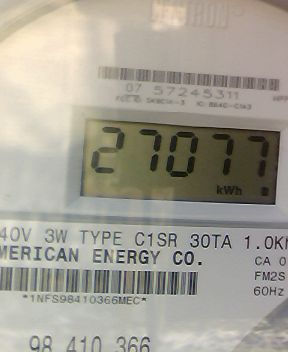 07 57245311
27077
kWh
40V 3W TYPE C1SR 30TA 1.0K
MERICAN ENERGY CO.
CA 0
FM2S
60Hz
*1NFS98410366MEC*
98 410 366